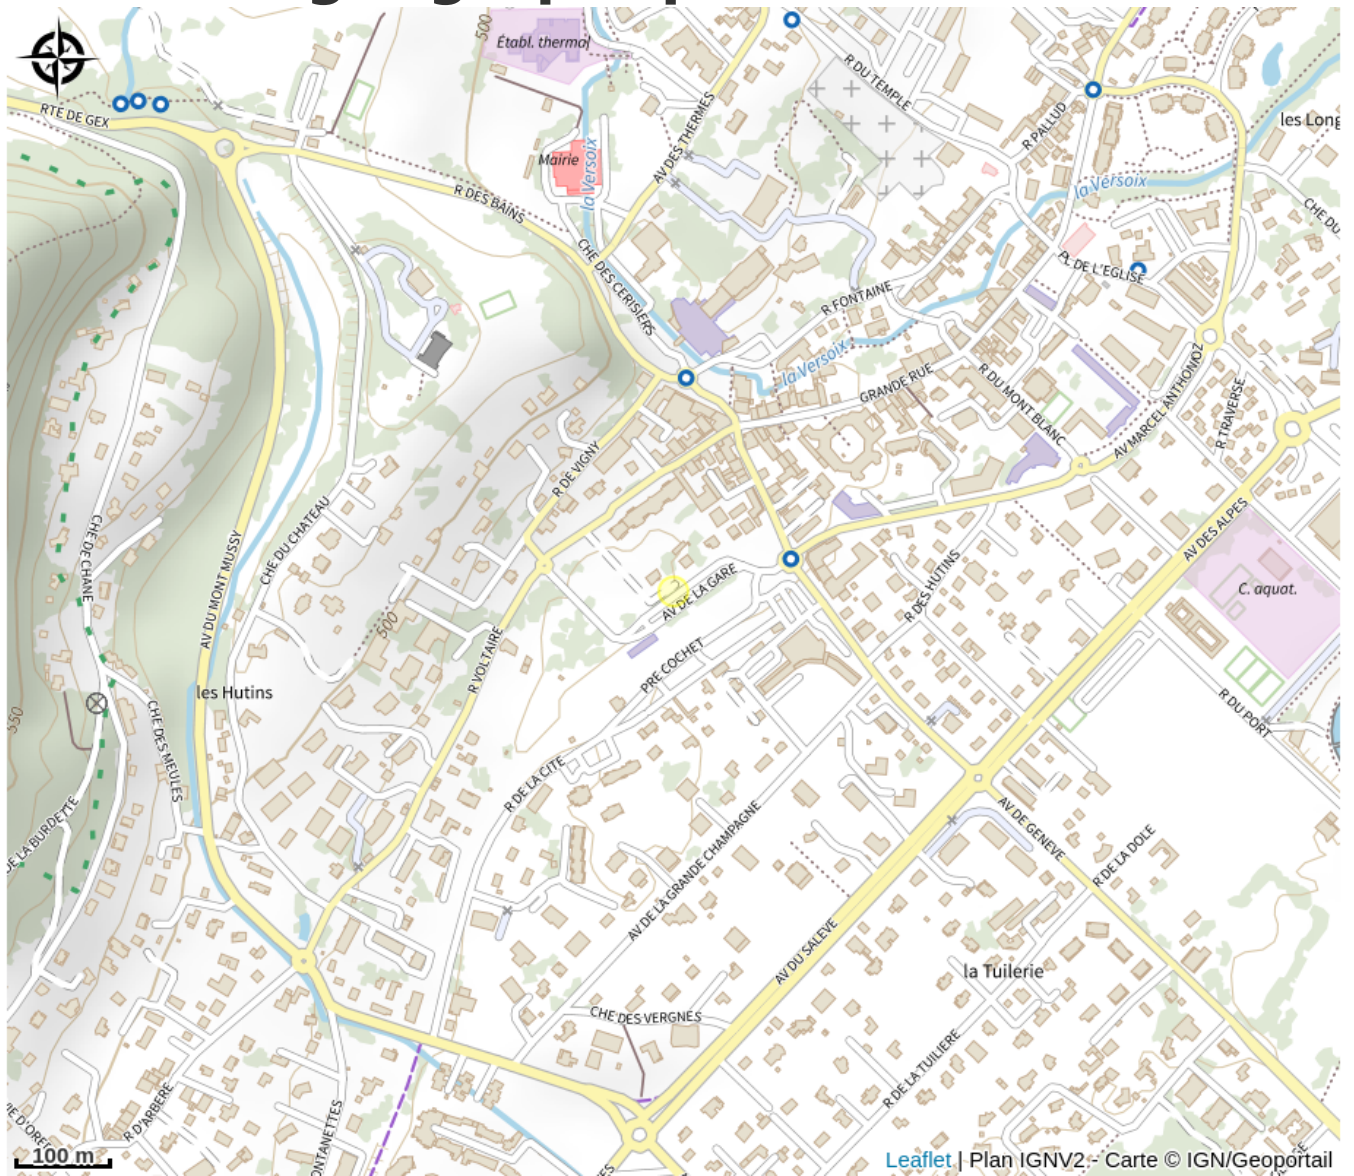 500
Établ. thermal
R DU TEMPLE
RTE DE GEX
AV DES THERMES
R PALLUD
les Long
Mairie
la Versoix
R DES BAINS
la Versoix
CHE DU
CHE DES CERISIERS
PL DE L'EGLISE
R FONTAINE
la Versoix
GRANDE RUE
R DU MONT BLANC
AV MARCEL ANTHONIOZ
R TRAVERSE
R DE VIGNY
CHE DE CHANE
CHE DU CHATEAU
AV DU MONT MUSSY
AV DES ALPES
C. aquat.
AV DE LA GARE
R DES HUTINS
500
R VOLTAIRE
PRE COCHET
les Hutins
550
CHE DES MEULES
R DU PORT
R DE LA CITE
DE LA BURDETTE
AV DE LA GRANDE CHAMPAGNE
AV DE GENEVE
R DE LA DOLE
AV DU SALEVE
la Tuilerie
CHE DES VERGNES
R DE LA TUILIERE
R D'ARBERE
100 m
Leaflet | Plan IGNV2 - Carte © IGN/Geoportail